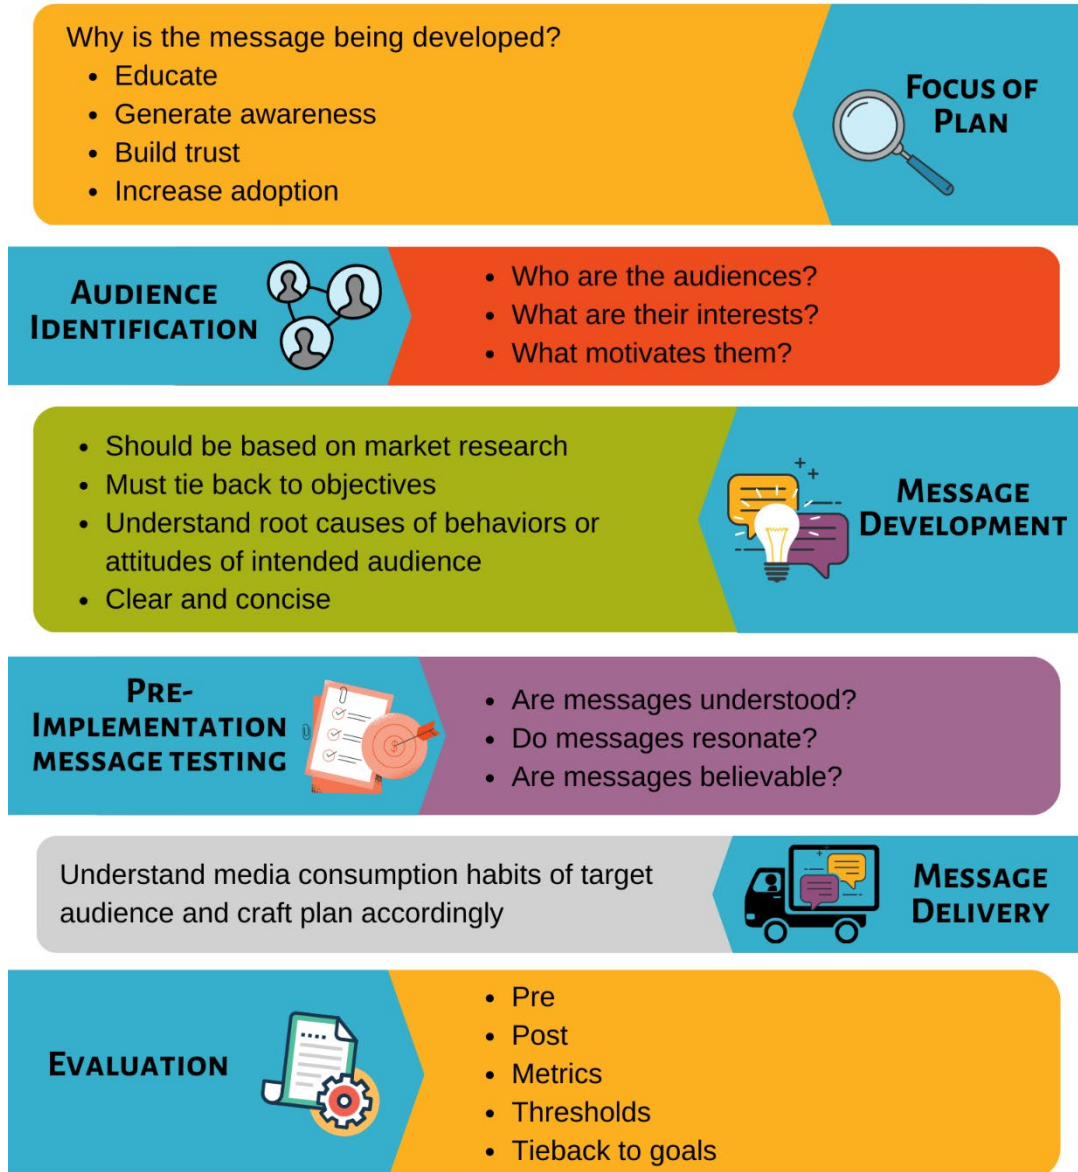 Why is the message being developed?
• Educate
• Generate awareness
• Build trust
• Increase adoption
FOCUS OF
PLAN
AUDIENCE
IDENTIFICATION
• Who are the audiences?
• What are their interests?
• What motivates them?
• Should be based on market research
• Must tie back to objectives
• Understand root causes of behaviors or
attitudes of intended audience
• Clear and concise
MESSAGE
DEVELOPMENT
PRE-
IMPLEMENTATION
MESSAGE TESTING
• Are messages understood?
• Do messages resonate?
• Are messages believable?
Understand media consumption habits of target
audience and craft plan accordingly
MESSAGE
DELIVERY
EVALUATION
• Pre
• Post
• Metrics
• Thresholds
• Tieback to goals